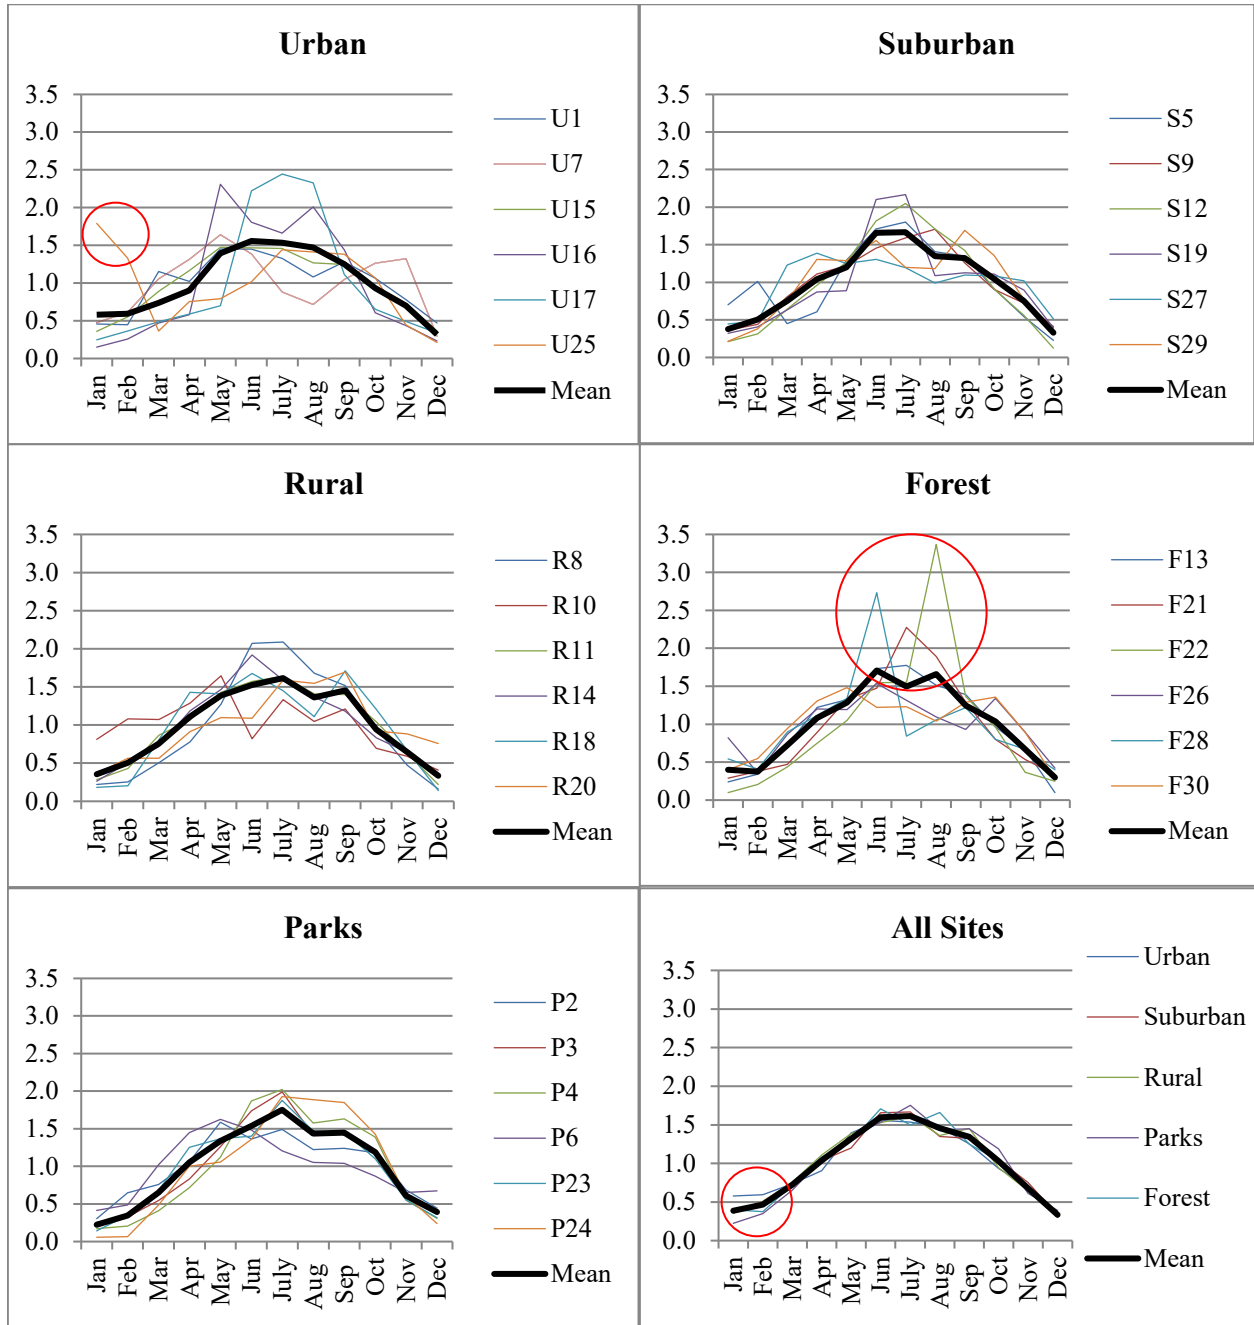 Urban
3.5
3.0
2.5
2.0
1.5
1.0
0.5
0.0
Jan
Feb
Mar
Apr
May
Jun
July
Aug
Sep
Oct
Nov
Dec
U1
U7
U15
U16
U17
U25
Mean
Suburban
3.5
3.0
2.5
2.0
1.5
1.0
0.5
0.0
Jan
Feb
Mar
Apr
May
Jun
July
Aug
Sep
Oct
Nov
Dec
S5
S9
S12
S19
S27
S29
Mean
Rural
3.5
3.0
2.5
2.0
1.5
1.0
0.5
0.0
Jan
Feb
Mar
Apr
May
Jun
July
Aug
Sep
Oct
Nov
Dec
R8
R10
R11
R14
R18
R20
Mean
Forest
3.5
3.0
2.5
2.0
1.5
1.0
0.5
0.0
Jan
Feb
Mar
Apr
May
Jun
July
Aug
Sep
Oct
Nov
Dec
F13
F21
F22
F26
F28
F30
Mean
Parks
3.5
3.0
2.5
2.0
1.5
1.0
0.5
0.0
Jan
Feb
Mar
Apr
May
Jun
July
Aug
Sep
Oct
Nov
Dec
P2
P3
P4
P6
P23
P24
Mean
All Sites
3.5
3.0
2.5
2.0
1.5
1.0
0.5
0.0
Jan
Feb
Mar
Apr
May
Jun
July
Aug
Sep
Oct
Nov
Dec
Urban
Suburban
Rural
Parks
Forest
Mean